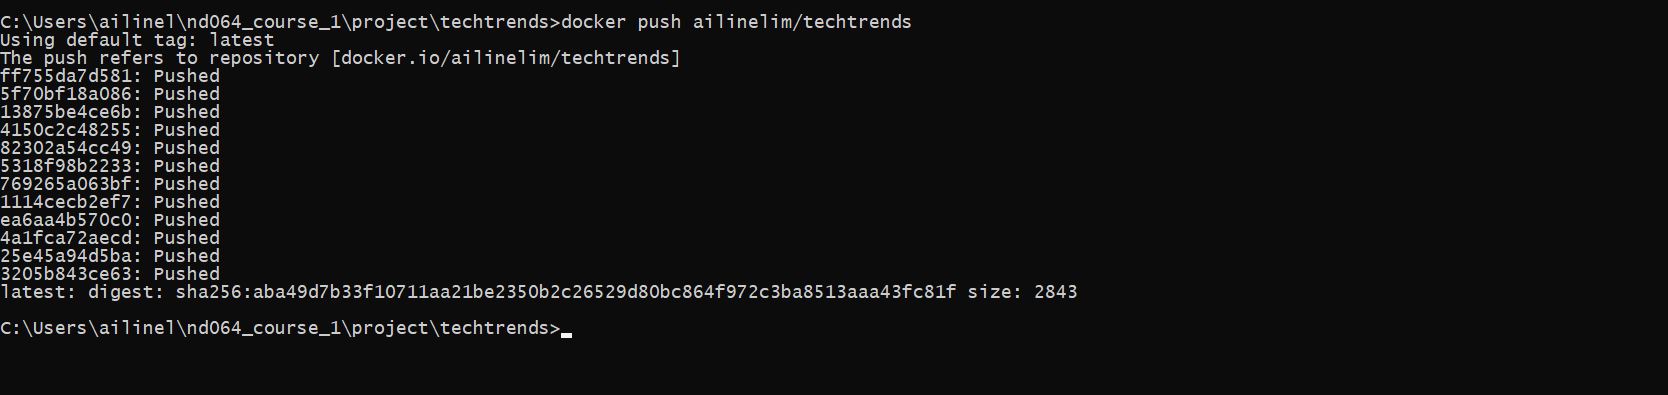 C:\Users\ailinel\nd064_course_1\project\techtrends>docker push ailinelim/techtrends
Using default tag: latest
The push refers to repository [docker.io/ailinelim/techtrends]
ff755da7d581: Pushed
5f70bf18a086: Pushed
13875be4ce6b: Pushed
4150c2c48255: Pushed
82302a54cc49: Pushed
5318f98b2233: Pushed
769265a063bf: Pushed
1114cecb2ef7: Pushed
ea6aa4b570c0: Pushed
4a1fca72aecd: Pushed
25e45a94d5ba: Pushed
3205b843ce63: Pushed
latest: digest: sha256:aba49d7b33f10711aa21be2350b2c26529d80bc864f972c3ba8513aaa43fc81f size: 2843
C:\Users\ailinel\nd064_course_1\project\techtrends>